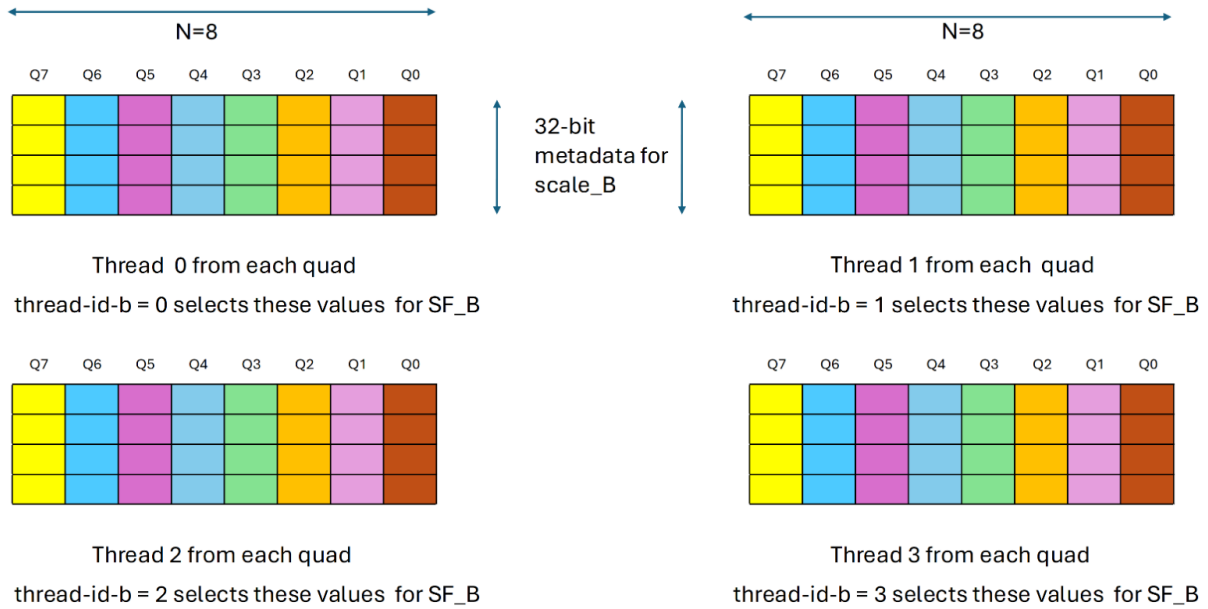 N=8
N=8
Q7 Q6 Q5 Q4 Q3 Q2 Q1 Q0
Q7 Q6 Q5 Q4 Q3 Q2 Q1 Q0
32-bit
metadata for
scale_B
Thread 0 from each quad
thread-id-b = 0 selects these values for SF_B
Thread 1 from each quad
thread-id-b = 1 selects these values for SF_B
Q7 Q6 Q5 Q4 Q3 Q2 Q1 Q0
Q7 Q6 Q5 Q4 Q3 Q2 Q1 Q0
Thread 2 from each quad
thread-id-b = 2 selects these values for SF_B
Thread 3 from each quad
thread-id-b = 3 selects these values for SF_B